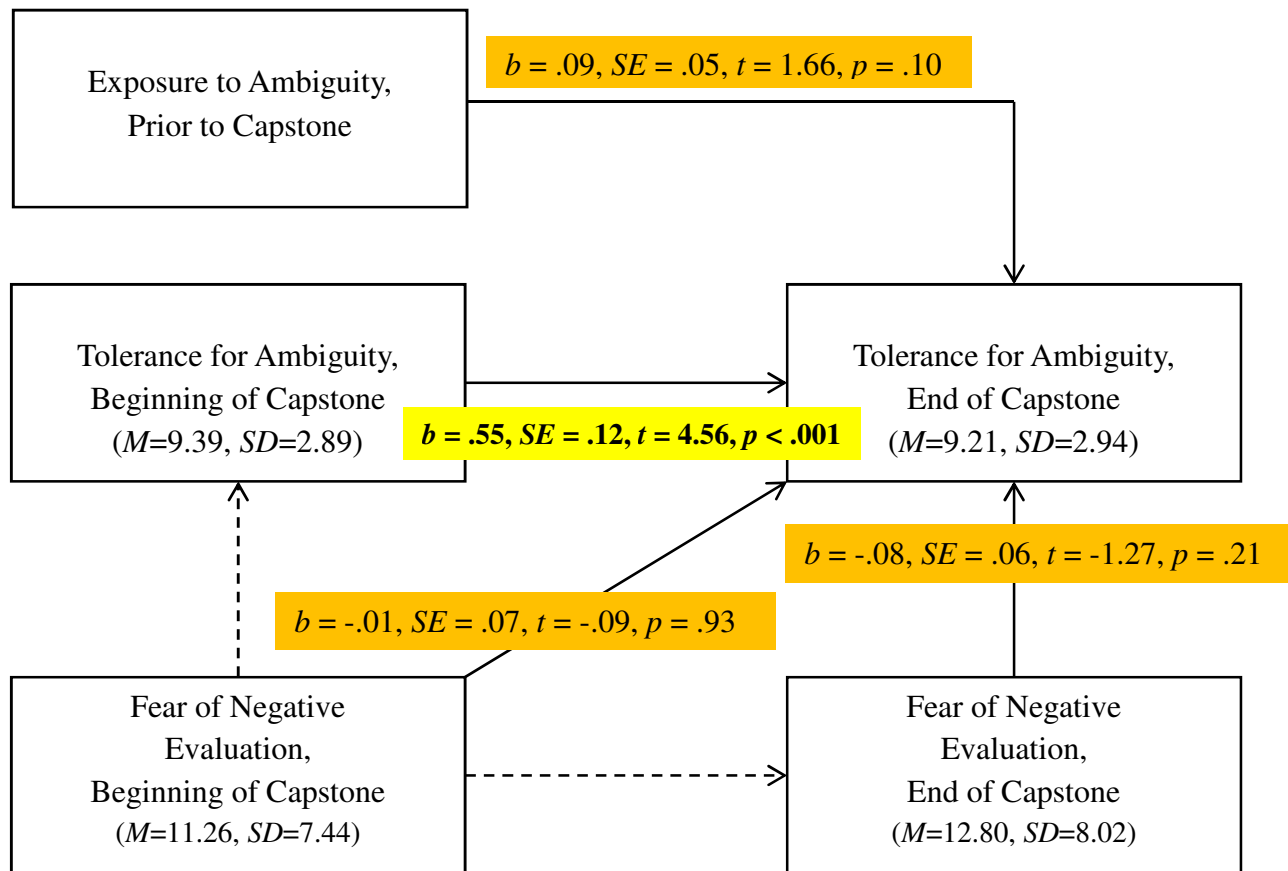 b = .09, SE = .05, t = 1.66, p = .10
Exposure to Ambiguity,
Prior to Capstone
Tolerance for Ambiguity,
Beginning of Capstone
(M=9.39, SD=2.89)
b = .55, SE = .12, t = 4.56, p < .001
Tolerance for Ambiguity,
End of Capstone
(M=9.21, SD=2.94)
b = -.08, SE = .06, t = -1.27, p = .21
b = -.01, SE = .07, t = -.09, p = .93
Fear of Negative
Evaluation,
Beginning of Capstone
(M=11.26, SD=7.44)
Fear of Negative
Evaluation,
End of Capstone
(M=12.80, SD=8.02)